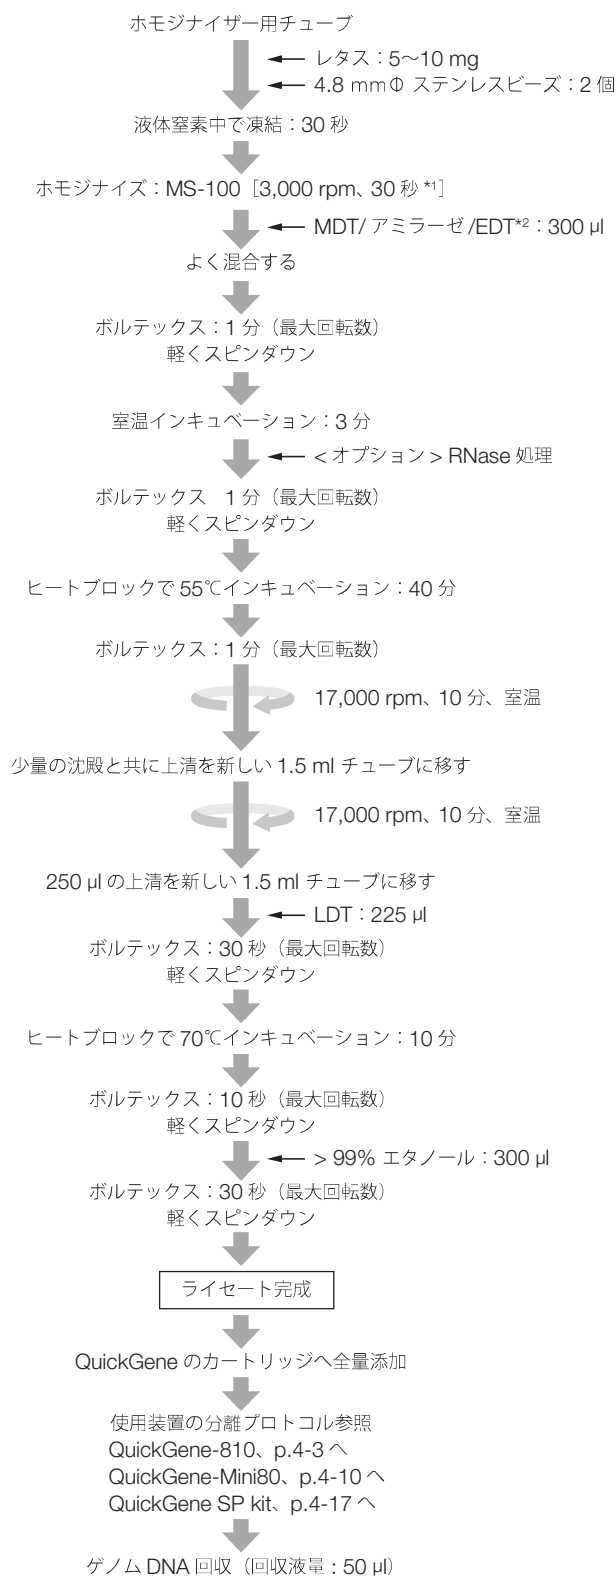 ホモジナイザー用チューブ
レタス：5～10 mg
4.8 mmΦ ステンレスビーズ：2 個
液体窒素中で凍結：30 秒
ホモジナイズ：MS-100［3,000 rpm、30 秒 *1］
MDT/ アミラーゼ /EDT*2：300 µl
よく混合する
ボルテックス：1 分（最大回転数）
軽くスピンダウン
室温インキュベーション：3 分
< オプション > RNase 処理
ボルテックス　1 分（最大回転数）
軽くスピンダウン
ヒートブロックで 55℃インキュベーション：40 分
ボルテックス：1 分（最大回転数）
17,000 rpm、10 分、室温
少量の沈殿と共に上清を新しい 1.5 ml チューブに移す
17,000 rpm、10 分、室温
250 µl の上清を新しい 1.5 ml チューブに移す
LDT：225 µl
ボルテックス：30 秒（最大回転数）
軽くスピンダウン
ヒートブロックで 70℃インキュベーション：10 分
ボルテックス：10 秒（最大回転数）
軽くスピンダウン
> 99% エタノール：300 µl
ボルテックス：30 秒（最大回転数）
軽くスピンダウン
ライセート完成
QuickGene のカートリッジへ全量添加
使用装置の分離プロトコル参照
QuickGene-810、p.4-3 へ
QuickGene-Mini80、p.4-10 へ
QuickGene SP kit、p.4-17 へ
ゲノム DNA 回収（回収液量 : 50 µl）